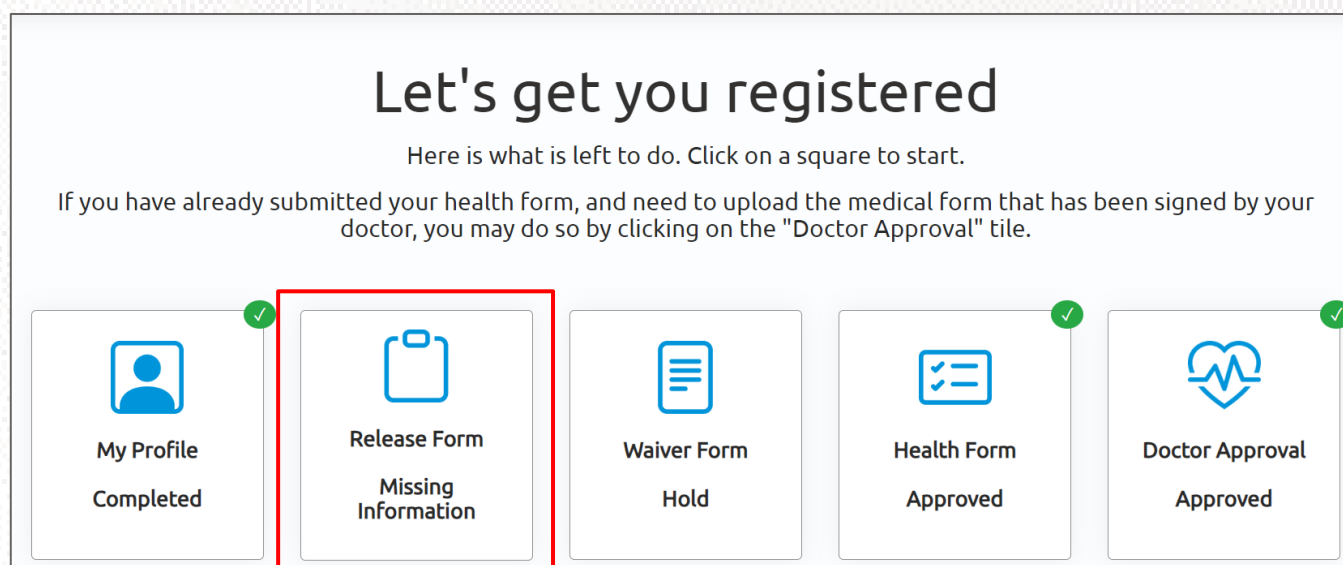 Let's get you registered
Here is what is left to do. Click on a square to start.
If you have already submitted your health form, and need to upload the medical form that has been signed by your
doctor, you may do so by clicking on the "Doctor Approval" tile.
My Profile
Completed
Release Form
Missing
Information
Waiver Form
Hold
Health Form
Approved
Doctor Approval
Approved